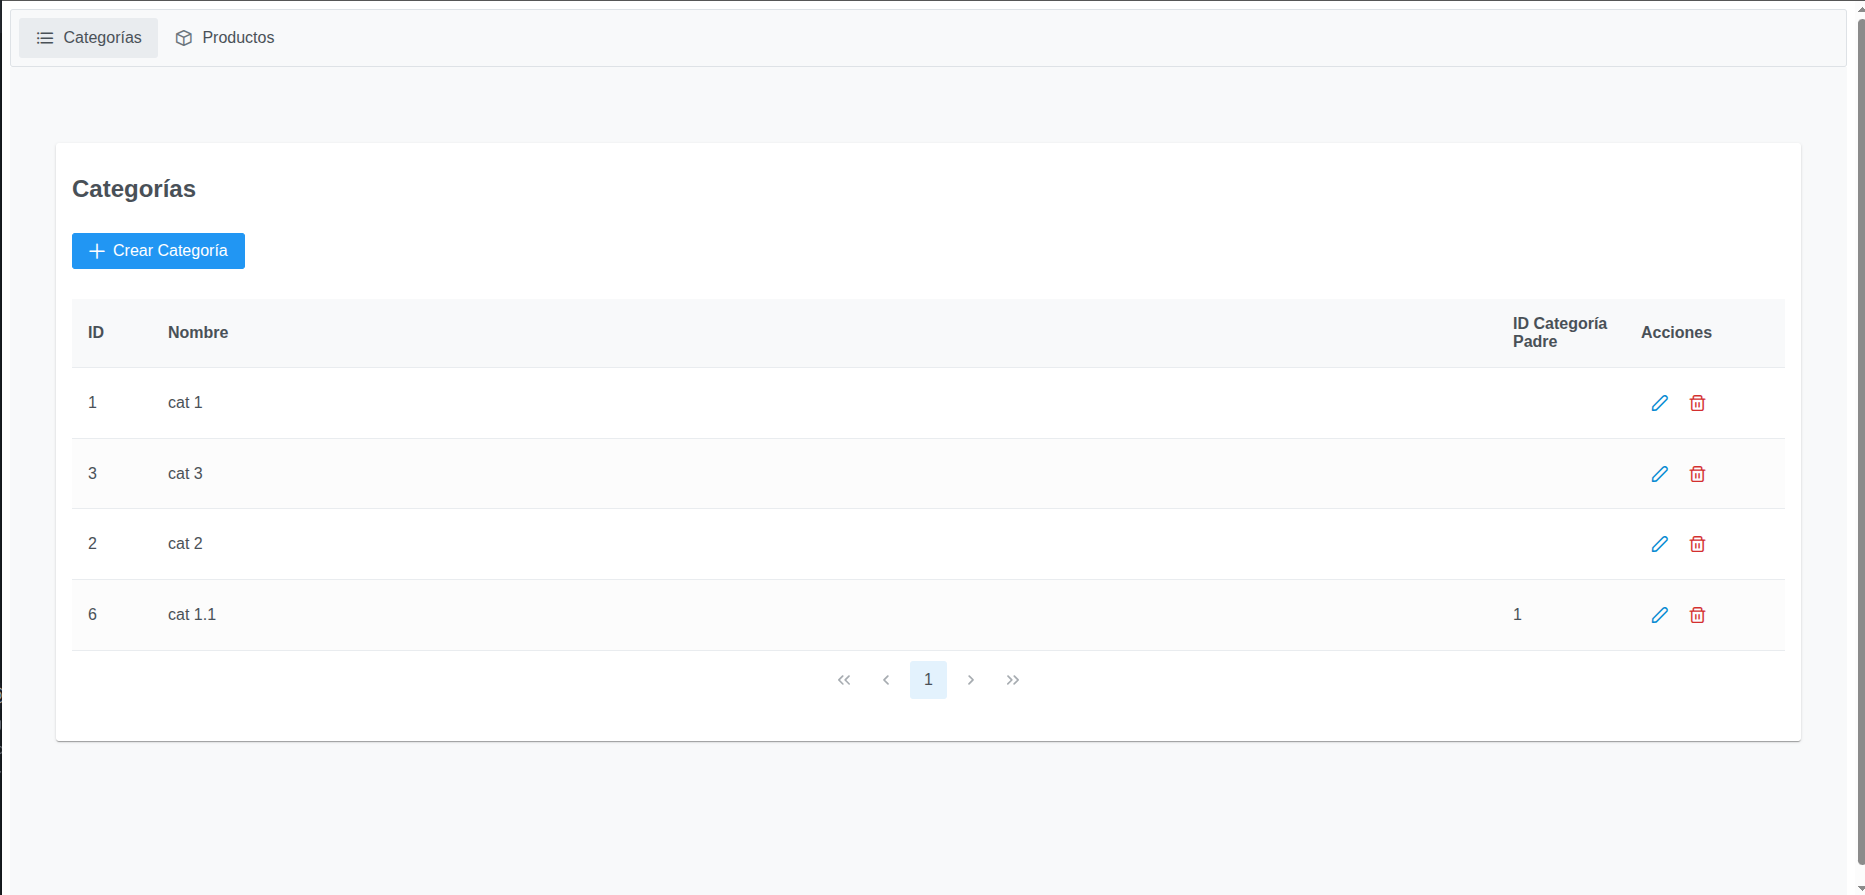 Categorías
Productos
Categorías
Crear Categoría
ID Nombre ID Categoría Padre Acciones
1 cat 1
3 cat 3
2 cat 2
6 cat 1.1 1
1